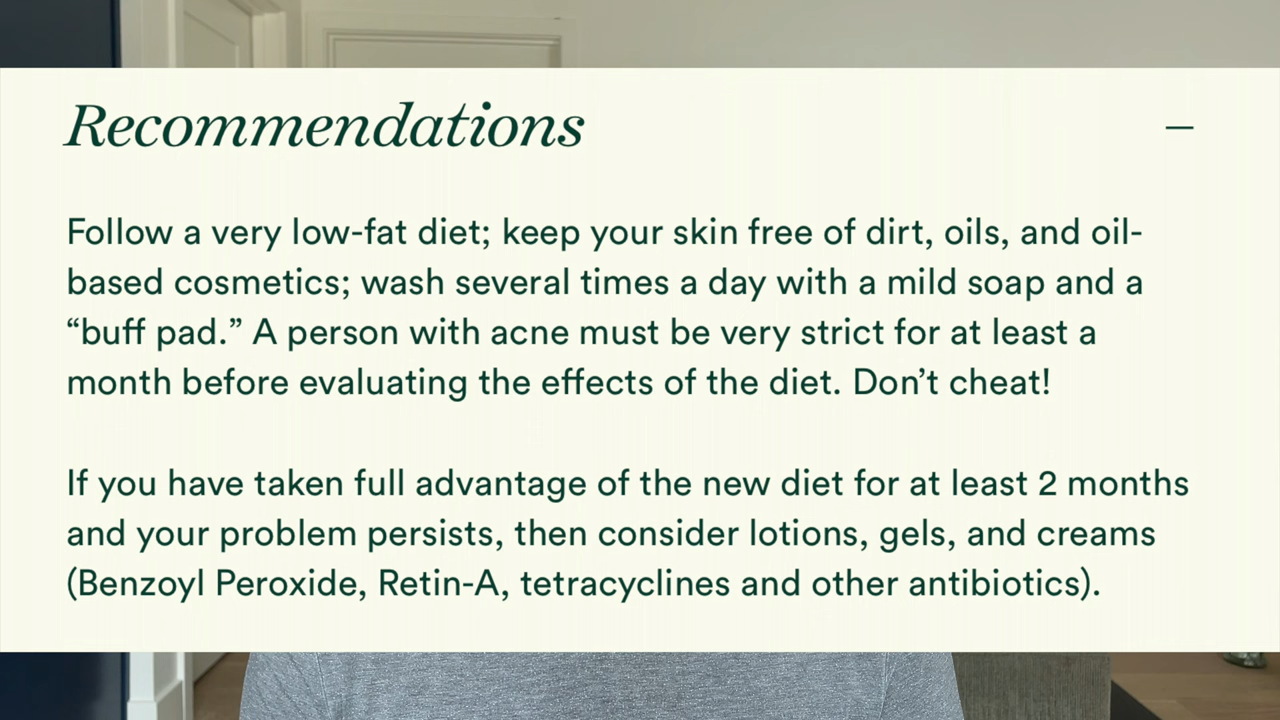 Recommendations
Follow a very low-fat diet; keep your skin free of dirt, oils, and oil-
based cosmetics; wash several times a day with a mild soap and a
“buff pad.” A person with acne must be very strict for at least a
month before evaluating the effects of the diet. Don’t cheat!
If you have taken full advantage of the new diet for at least 2 months
and your problem persists, then consider lotions, gels, and creams
(Benzoyl Peroxide, Retin-A, tetracyclines and other antibiotics).